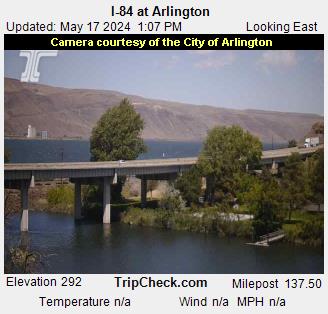 I-84 at Arlington
Updated: May 17 2024 1:07 PM Looking East
Camera courtesy of the City of Arlington
Elevation 292 TripCheck.com Milepost 137.50
Temperature n/a Wind n/a MPH n/a